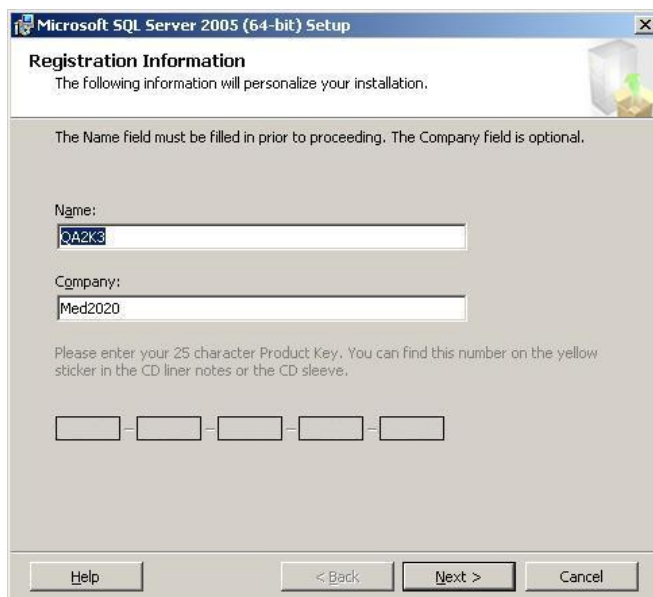 Microsoft SQL Server 2005 (64-bit) Setup
Registration Information
The following information will personalize your installation.
The Name field must be filled in prior to proceeding. The Company field is optional.
Name:
QA2K3
Company:
Med2020
Please enter your 25 character Product Key. You can find this number on the yellow
sticker in the CD liner notes or the CD sleeve.
Help
< Back
Next >
Cancel